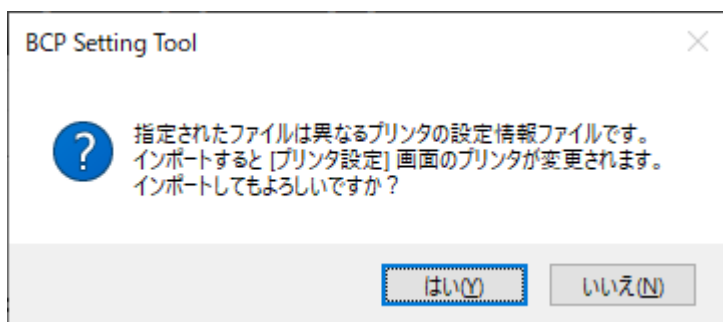 BCP Setting Tool
指定されたファイルは異なるプリンタの設定情報ファイルです。
インポートすると [プリンタ設定] 画面のプリンタが変更されます。
インポートしてもよろしいですか？
はい(Y)
いいえ(N)